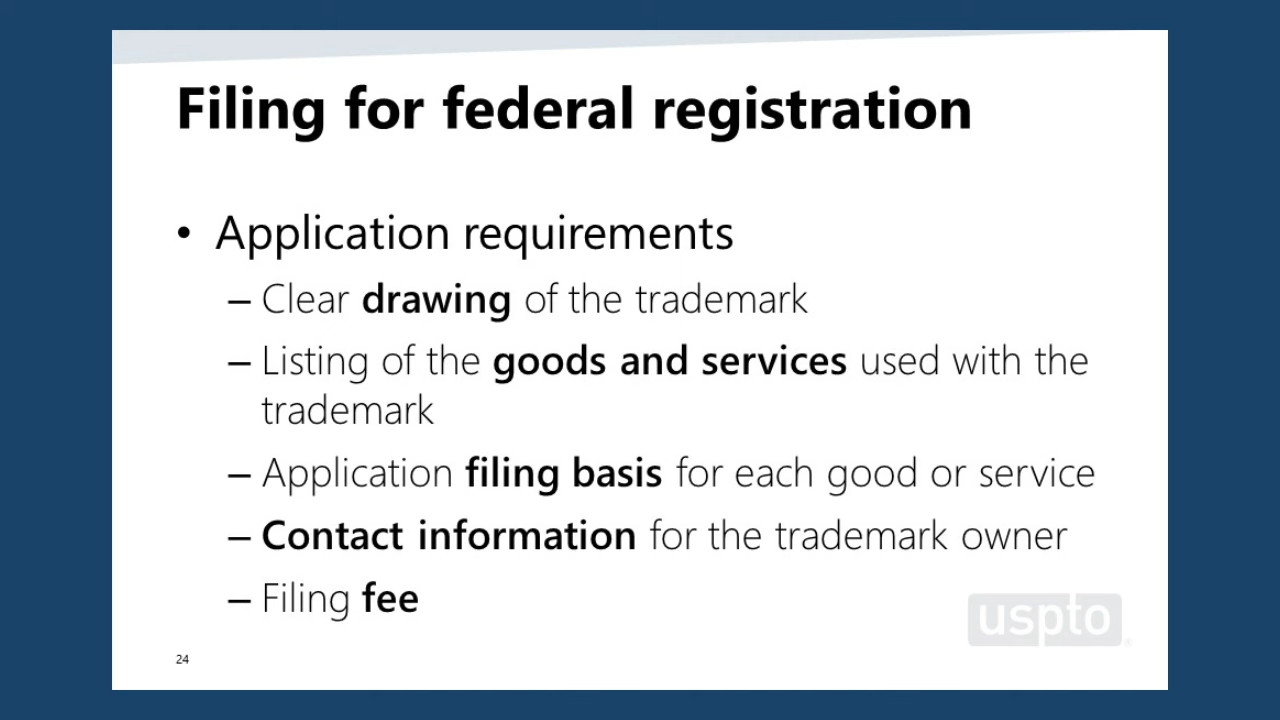 Filing for federal registration
• Application requirements
– Clear drawing of the trademark
– Listing of the goods and services used with the
trademark
– Application filing basis for each good or service
– Contact information for the trademark owner
– Filing fee
uspto®
24